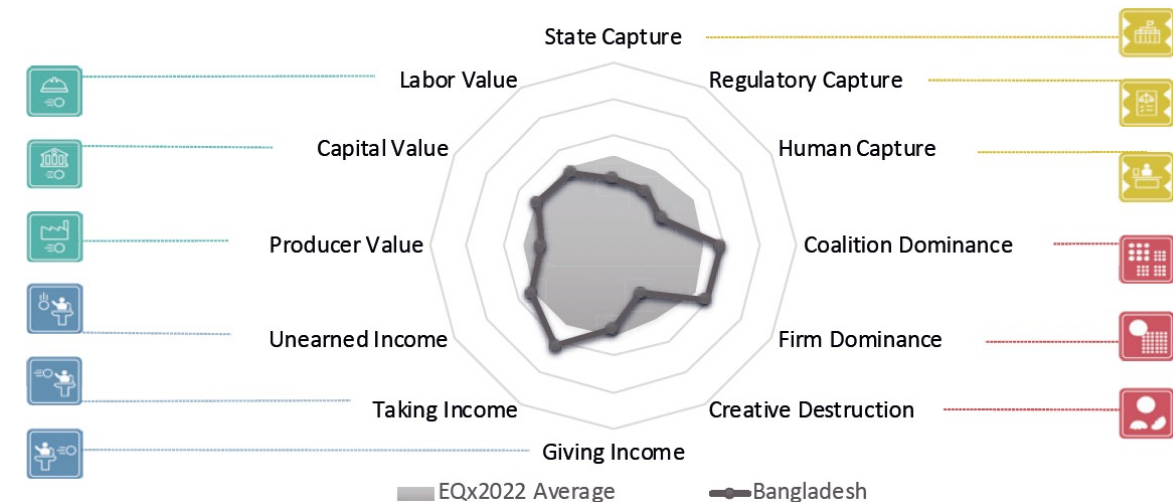 State Capture
Labor Value
Regulatory Capture
Capital Value
Human Capture
Producer Value
Coalition Dominance
Unearned Income
Firm Dominance
Taking Income
Creative Destruction
Giving Income
EQx2022 Average
Bangladesh